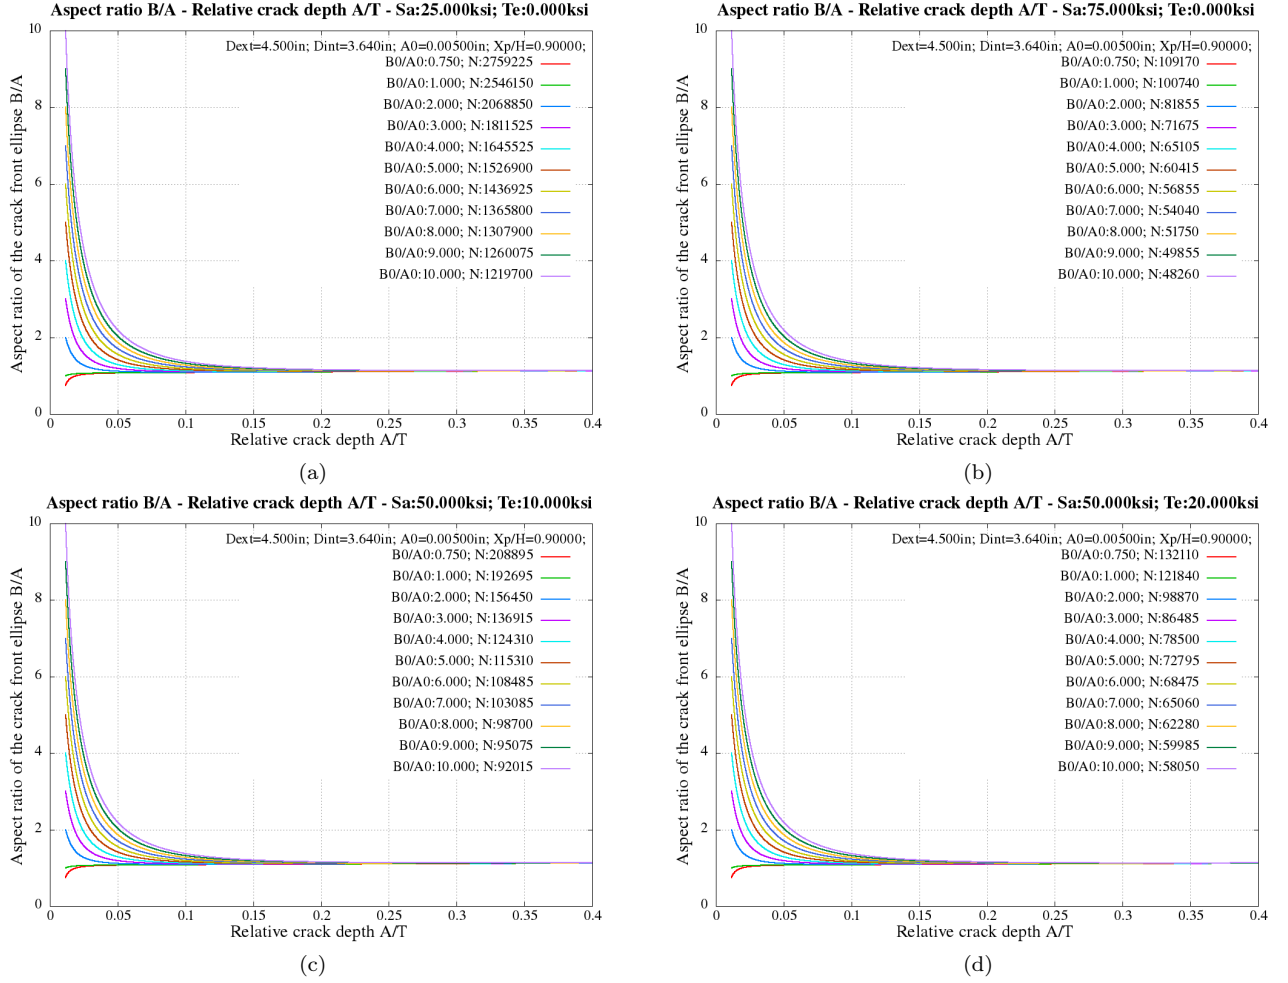 Aspect ratio B/A - Relative crack depth A/T - Sa:25.000ksi; Te:0.000ksi
Dext=4.500in; Dint=3.640in; A0=0.00500in; Xp/H=0.90000;
B0/A0:0.750; N:2759225
B0/A0:1.000; N:2546150
B0/A0:2.000; N:2068850
B0/A0:3.000; N:1811525
B0/A0:4.000; N:1645525
B0/A0:5.000; N:1526900
B0/A0:6.000; N:1436925
B0/A0:7.000; N:1365800
B0/A0:8.000; N:1307900
B0/A0:9.000; N:1260075
B0/A0:10.000; N:1219700
Aspect ratio of the crack front ellipse B/A
10
8
6
4
2
0
0 0.05 0.1 0.15 0.2 0.25 0.3 0.35 0.4
Relative crack depth A/T
(a)
Aspect ratio B/A - Relative crack depth A/T - Sa:75.000ksi; Te:0.000ksi
Dext=4.500in; Dint=3.640in; A0=0.00500in; Xp/H=0.90000;
B0/A0:0.750; N:109170
B0/A0:1.000; N:100740
B0/A0:2.000; N:81855
B0/A0:3.000; N:71675
B0/A0:4.000; N:65105
B0/A0:5.000; N:60415
B0/A0:6.000; N:56855
B0/A0:7.000; N:54040
B0/A0:8.000; N:51750
B0/A0:9.000; N:49855
B0/A0:10.000; N:48260
Aspect ratio of the crack front ellipse B/A
10
8
6
4
2
0
0 0.05 0.1 0.15 0.2 0.25 0.3 0.35 0.4
Relative crack depth A/T
(b)
Aspect ratio B/A - Relative crack depth A/T - Sa:50.000ksi; Te:10.000ksi
Dext=4.500in; Dint=3.640in; A0=0.00500in; Xp/H=0.90000;
B0/A0:0.750; N:208895
B0/A0:1.000; N:192695
B0/A0:2.000; N:156450
B0/A0:3.000; N:136915
B0/A0:4.000; N:124310
B0/A0:5.000; N:115310
B0/A0:6.000; N:108485
B0/A0:7.000; N:103085
B0/A0:8.000; N:98700
B0/A0:9.000; N:95075
B0/A0:10.000; N:92015
Aspect ratio of the crack front ellipse B/A
10
8
6
4
2
0
0 0.05 0.1 0.15 0.2 0.25 0.3 0.35 0.4
Relative crack depth A/T
(c)
Aspect ratio B/A - Relative crack depth A/T - Sa:50.000ksi; Te:20.000ksi
Dext=4.500in; Dint=3.640in; A0=0.00500in; Xp/H=0.90000;
B0/A0:0.750; N:132110
B0/A0:1.000; N:121840
B0/A0:2.000; N:98870
B0/A0:3.000; N:86485
B0/A0:4.000; N:78500
B0/A0:5.000; N:72795
B0/A0:6.000; N:68475
B0/A0:7.000; N:65060
B0/A0:8.000; N:62280
B0/A0:9.000; N:59985
B0/A0:10.000; N:58050
Aspect ratio of the crack front ellipse B/A
10
8
6
4
2
0
0 0.05 0.1 0.15 0.2 0.25 0.3 0.35 0.4
Relative crack depth A/T
(d)